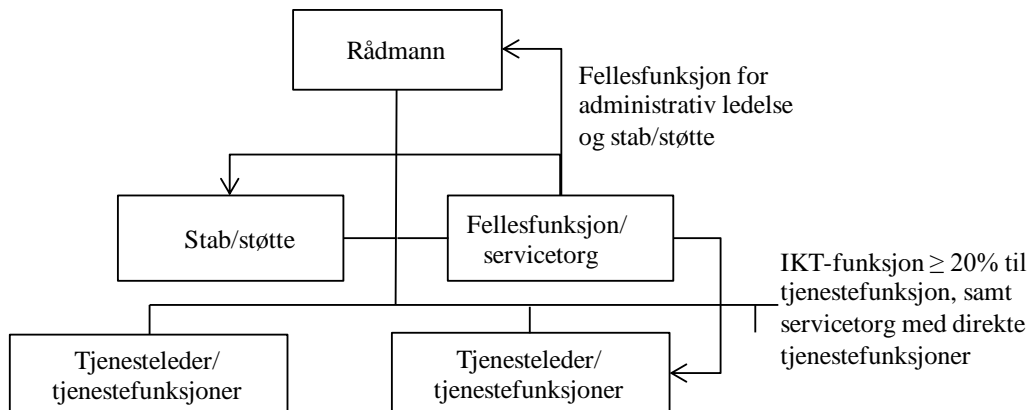 Rådmann
Fellesfunksjon for
administrativ ledelse
og stab/støtte
Stab/støtte
Fellesfunksjon/
servicetorg
IKT-funksjon ≥ 20% til
tjenestefunksjon, samt
servicetorg med direkte
tjenestefunksjoner
Tjenesteleder/
tjenestefunksjoner
Tjenesteleder/
tjenestefunksjoner